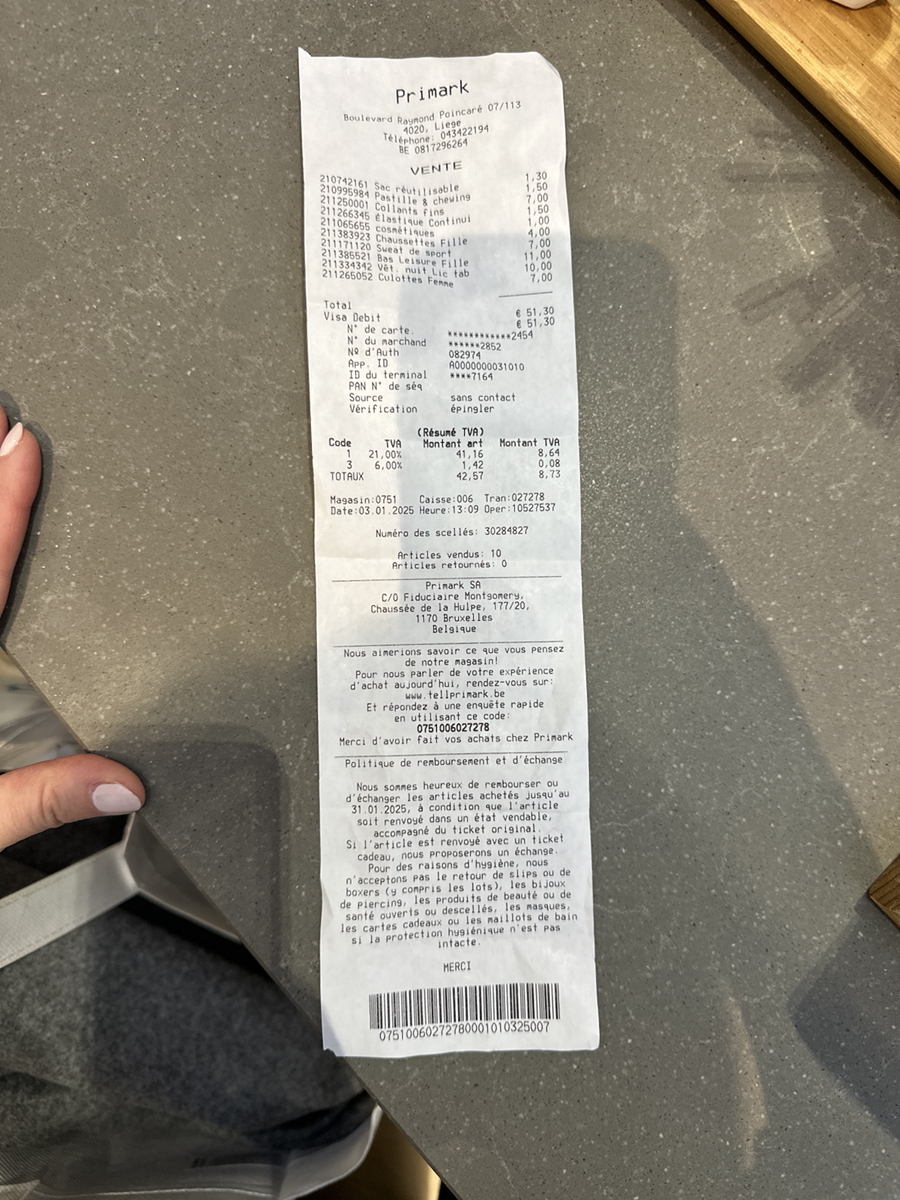 Primark
Boulevard Raymond Poincaré 07/113
4020, Liege
Téléphone: 043422194
BE 0817296264
VENTE
210742161 Sac réutilisable 1,30
210995984 Pastille & chewing 1,50
211250001 Collants fins 7,00
211266345 Élastique Continui 1,50
211065655 cosmétiques 1,00
211383923 Chaussettes Fille 4,00
211171120 Sweat de sport 7,00
211385521 Bas Leisure Fille 11,00
211334342 Vêt. nuit Lic tab 10,00
211265052 Culottes Femme 7,00
Total € 51,30
Visa Debit € 51,30
N° de carte. ************2454
N° du marchand ******2852
Nº d'Auth 082974
App. ID A0000000031010
ID du terminal ****7164
PAN N° de séq
Source sans contact
Vérification épingler
(Résumé TVA)
Code TVA Montant art Montant TVA
1 21,00% 41,16 8,64
3 6,00% 1,42 0,08
TOTAUX 42,57 8,73
Magasin:0751 Caisse:006 Tran:027278
Date:03.01.2025 Heure:13:09 Oper:10527537
Numéro des scellés: 30284827
Articles vendus: 10
Articles retournés: 0
Primark SA
C/O Fiduciaire Montgomery,
Chaussée de la Hulpe, 177/20,
1170 Bruxelles
Belgique
Nous aimerions savoir ce que vous pensez
de notre magasin!
Pour nous parler de votre expérience
d'achat aujourd'hui, rendez-vous sur:
www.tellprimark.be
Et répondez à une enquête rapide
en utilisant ce code:
0751006027278
Merci d'avoir fait vos achats chez Primark
Politique de remboursement et d'échange
Nous sommes heureux de rembourser ou
d'échanger les articles achetés jusqu'au
31.01.2025, à condition que l'article
soit renvoyé dans un état vendable,
accompagné du ticket original.
Si l'article est renvoyé avec un ticket
cadeau, nous proposerons un échange.
Pour des raisons d'hygiène, nous
n'acceptons pas le retour de slips ou de
boxers (y compris les lots), les bijoux
de piercing, les produits de beauté ou de
santé ouverts ou descellés, les masques,
les cartes cadeaux ou les maillots de bain
si la protection hygiénique n'est pas
intacte.
MERCI
07510060272780001010325007